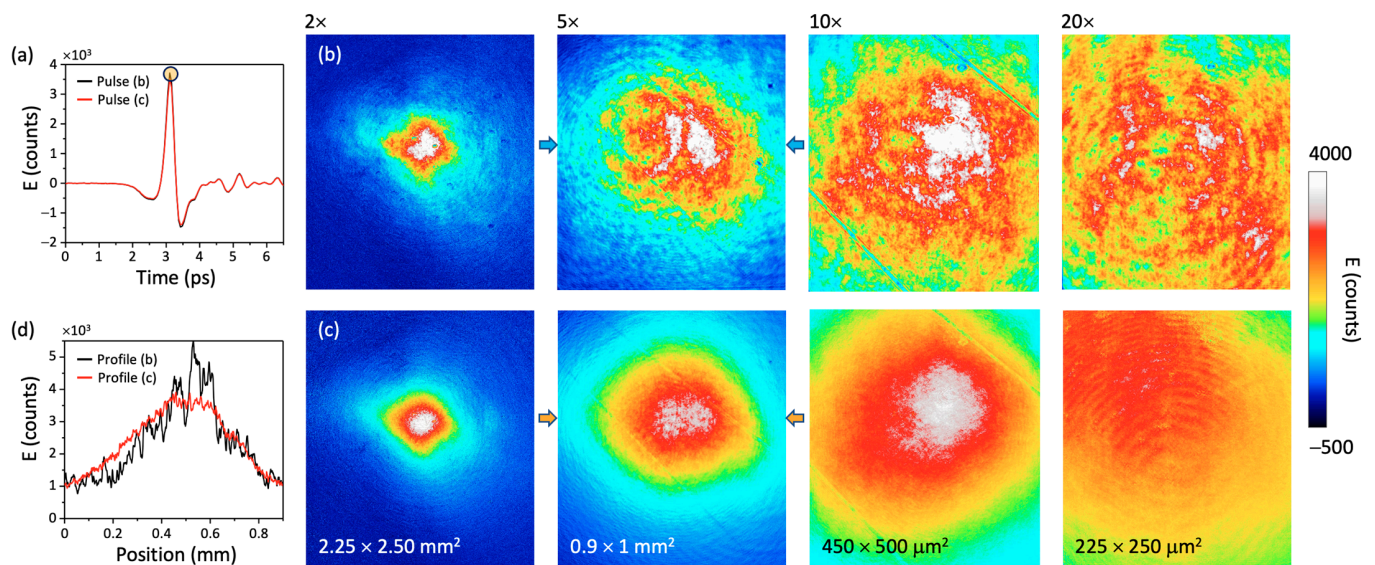 2×
5×
10×
20×
(a)
×10³
4
3
2
1
0
−1
−2
E (counts)
Pulse (b)
Pulse (c)
0 1 2 3 4 5 6
Time (ps)
(b)
4000
E (counts)
−500
(d)
×10³
5
4
3
2
1
0
E (counts)
Profile (b)
Profile (c)
0 0.2 0.4 0.6 0.8
Position (mm)
(c)
2.25 × 2.50 mm²
0.9 × 1 mm²
450 × 500 μm²
225 × 250 μm²